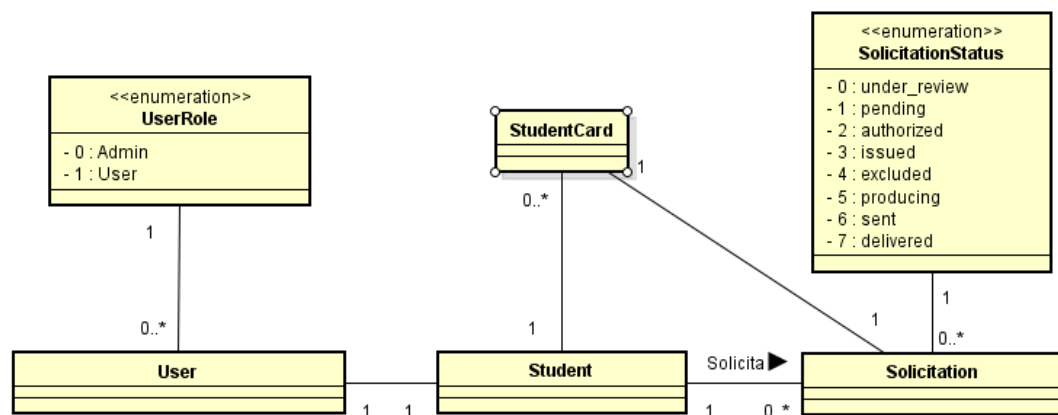 <<enumeration>>
UserRole
- 0 : Admin
- 1 : User
1
0..*
User
1
1
StudentCard
1
0..*
1
Student
Solicita
1
0..*
<<enumeration>>
SolicitationStatus
- 0 : under_review
- 1 : pending
- 2 : authorized
- 3 : issued
- 4 : excluded
- 5 : producing
- 6 : sent
- 7 : delivered
1
1
0..*
Solicitation